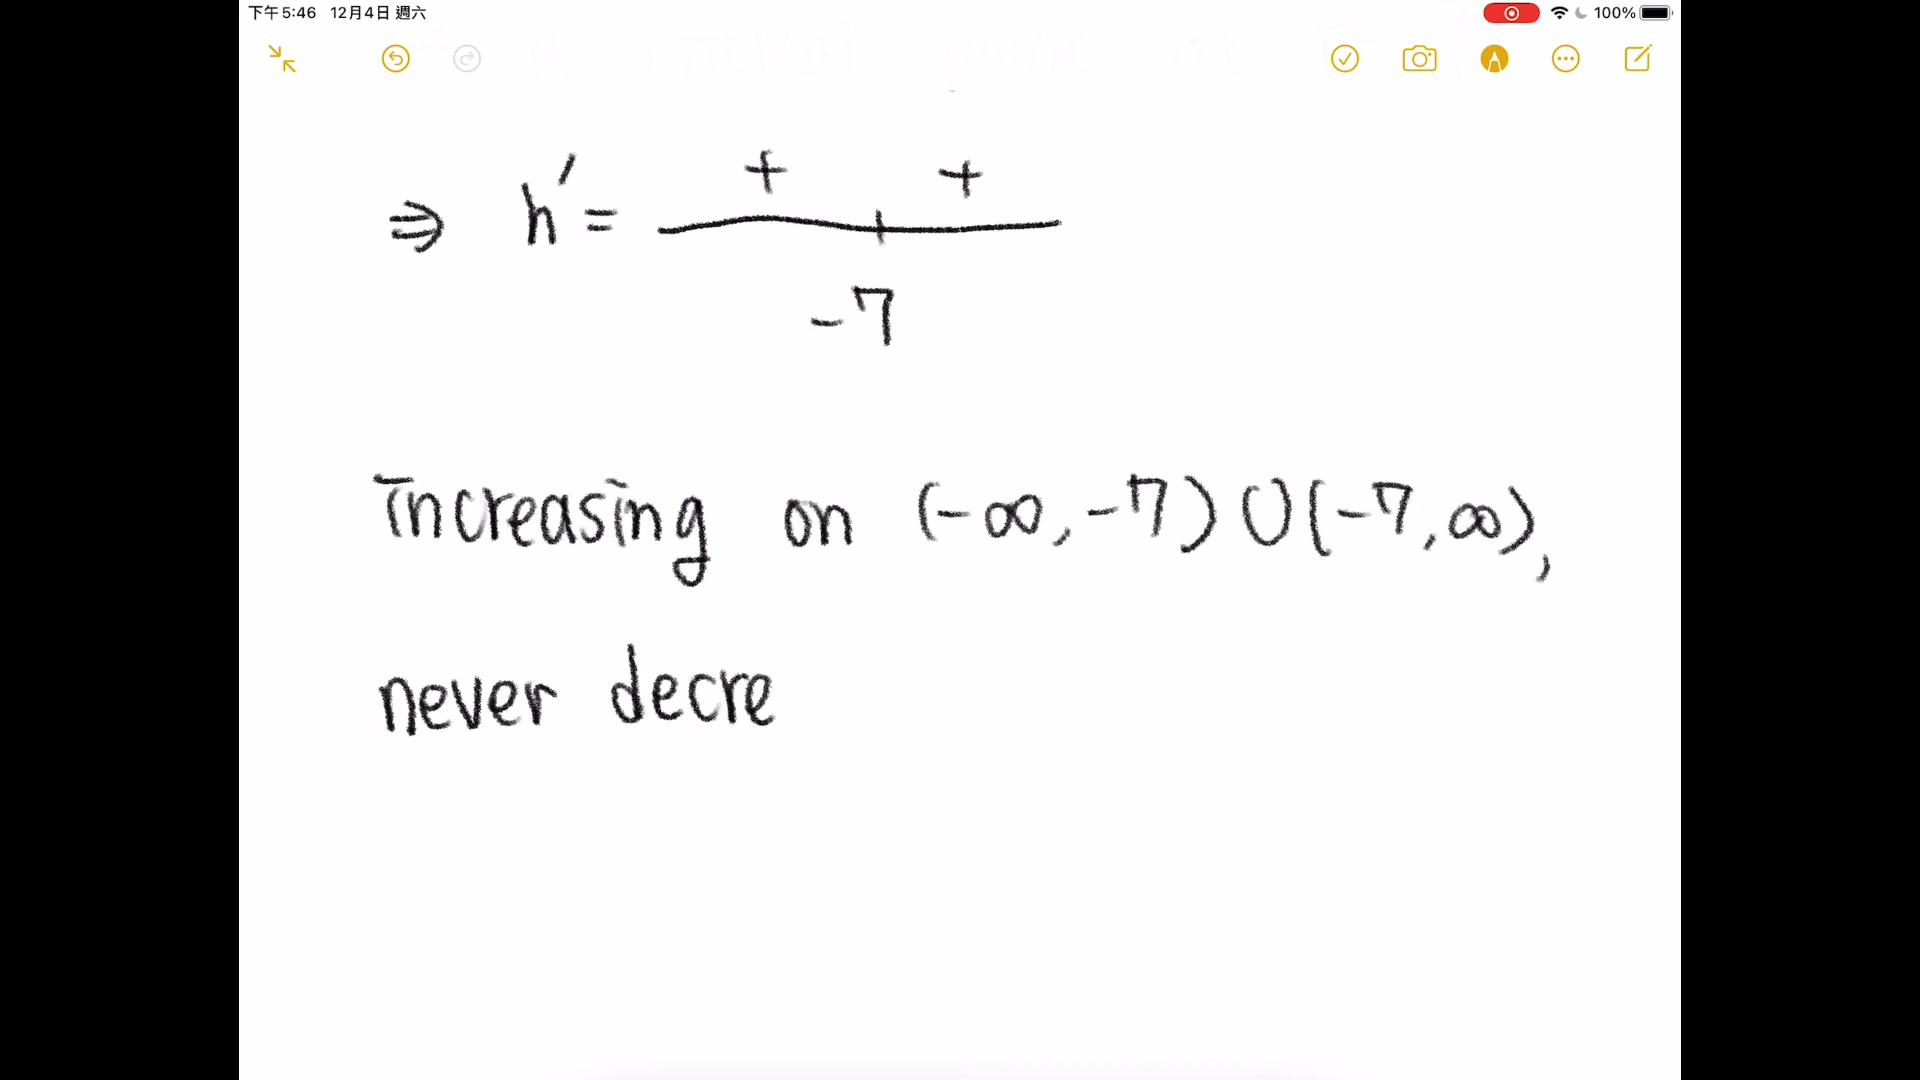 下午5:46 12月4日 週六 100%
⇒ h′ =
+ +
-7
increasing on (-∞, -7) ∪ (-7, ∞),
never decre